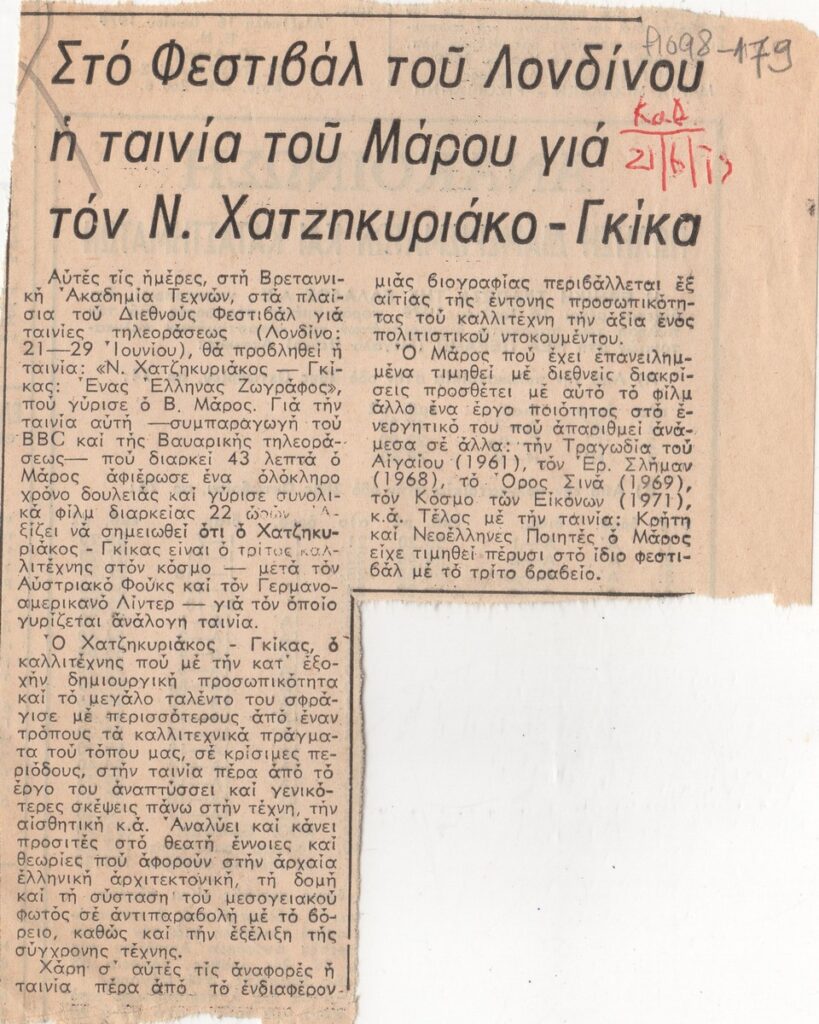 Α698-179
Στό Φεστιβάλ τοῦ Λονδίνου
ἡ ταινία τοῦ Μάρου γιά
τόν Ν. Χατζηκυριάκο - Γκίκα
21/6/73
Αὐτές τίς ἡμέρες, στή Βρεταννι-
κή Ἀκαδημία Τεχνῶν, στά πλαί-
σια τοῦ Διεθνοῦς Φεστιβάλ γιά
ταινίες τηλεοράσεως (Λονδίνο:
21—29 Ἰουνίου), θά προβληθεῖ ἡ
ταινία: «Ν. Χατζηκυριάκος — Γκί-
κας: Ἕνας Ἕλληνας Ζωγράφος»,
πού γύρισε ὁ Β. Μάρος. Γιά τήν
ταινία αὐτή —συμπαραγωγή τοῦ
BBC καί τῆς Βαυαρικῆς τηλεορά-
σεως— πού διαρκεῖ 43 λεπτά ὁ
Μάρος ἀφιέρωσε ἕνα ὁλόκληρο
χρόνο δουλειᾶς καί γύρισε συνολι-
κά φίλμ διαρκείας 22 ὡρῶν. Ἀ-
ξίζει νά σημειωθεῖ ὅτι ὁ Χατζηκυ-
ριάκος - Γκίκας εἶναι ὁ τρίτος καλ-
λιτέχνης στόν κόσμο — μετά τόν
Αὐστριακό Φούκς καί τόν Γερμανο-
αμερικανό Λίντερ — γιά τόν ὁποῖο
γυρίζεται ἀνάλογη ταινία.
Ὁ Χατζηκυριάκος - Γκίκας, ὁ
καλλιτέχνης πού μέ τήν κατ' ἐξο-
χήν δημιουργική προσωπικότητα
καί τό μεγάλο ταλέντο του σφρά-
γισε μέ περισσότερους ἀπό ἕναν
τρόπους τά καλλιτεχνικά πράγμα-
τα τοῦ τόπου μας, σέ κρίσιμες πε-
ριόδους, στήν ταινία πέρα ἀπό τό
ἔργο του ἀναπτύσσει καί γενικό-
τερες σκέψεις πάνω στήν τέχνη, τήν
αἰσθητική κ.ά. Ἀναλύει καί κάνει
προσιτές στό θεατή ἔννοιες καί
θεωρίες πού ἀφοροῦν στήν ἀρχαία
ἑλληνική ἀρχιτεκτονική, τή δομή
καί τή σύσταση τοῦ μεσογειακοῦ
φωτός σέ ἀντιπαραβολή μέ τό βό-
ρειο, καθώς καί τήν ἐξέλιξη τῆς
σύγχρονης τέχνης.
Χάρη σ' αὐτές τίς ἀναφορές ἡ
ταινία πέρα ἀπό τό ἐνδιαφέρον
μιᾶς βιογραφίας περιβάλλεται ἐξ
αἰτίας τῆς ἔντονης προσωπικότη-
τας τοῦ καλλιτέχνη τήν ἀξία ἑνός
πολιτιστικοῦ ντοκουμέντου.
Ὁ Μάρος πού ἔχει ἐπανειλημ-
μένα τιμηθεῖ μέ διεθνεῖς διακρί-
σεις προσθέτει μέ αὐτό τό φίλμ
ἄλλο ἕνα ἔργο ποιότητος στό ἐ-
νεργητικό του πού ἀπαριθμεῖ ἀνά-
μεσα σέ ἄλλα: τήν Τραγωδία τοῦ
Αἰγαίου (1961), τόν Ἐρ. Σλῆμαν
(1968), τό Ὄρος Σινά (1969),
τόν Κόσμο τῶν Εἰκόνων (1971),
κ.ἄ. Τέλος μέ τήν ταινία: Κρήτη
καί Νεοέλληνες Ποιητές ὁ Μάρος
εἶχε τιμηθεῖ πέρυσι στό ἴδιο φεστι-
βάλ μέ τό τρίτο βραβεῖο.